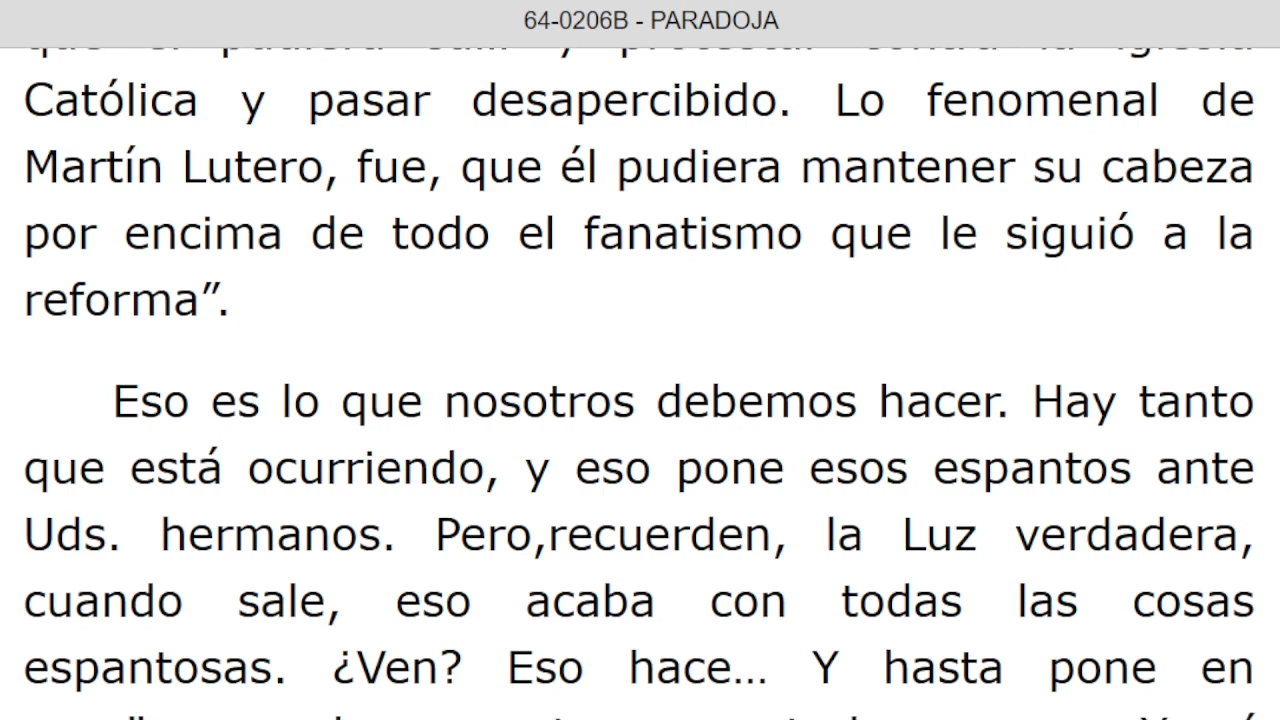 64-0206B - PARADOJA
Católica y pasar desapercibido. Lo fenomenal de
Martín Lutero, fue, que él pudiera mantener su cabeza
por encima de todo el fanatismo que le siguió a la
reforma”.
Eso es lo que nosotros debemos hacer. Hay tanto
que está ocurriendo, y eso pone esos espantos ante
Uds. hermanos. Pero,recuerden, la Luz verdadera,
cuando sale, eso acaba con todas las cosas
espantosas. ¿Ven? Eso hace… Y hasta pone en